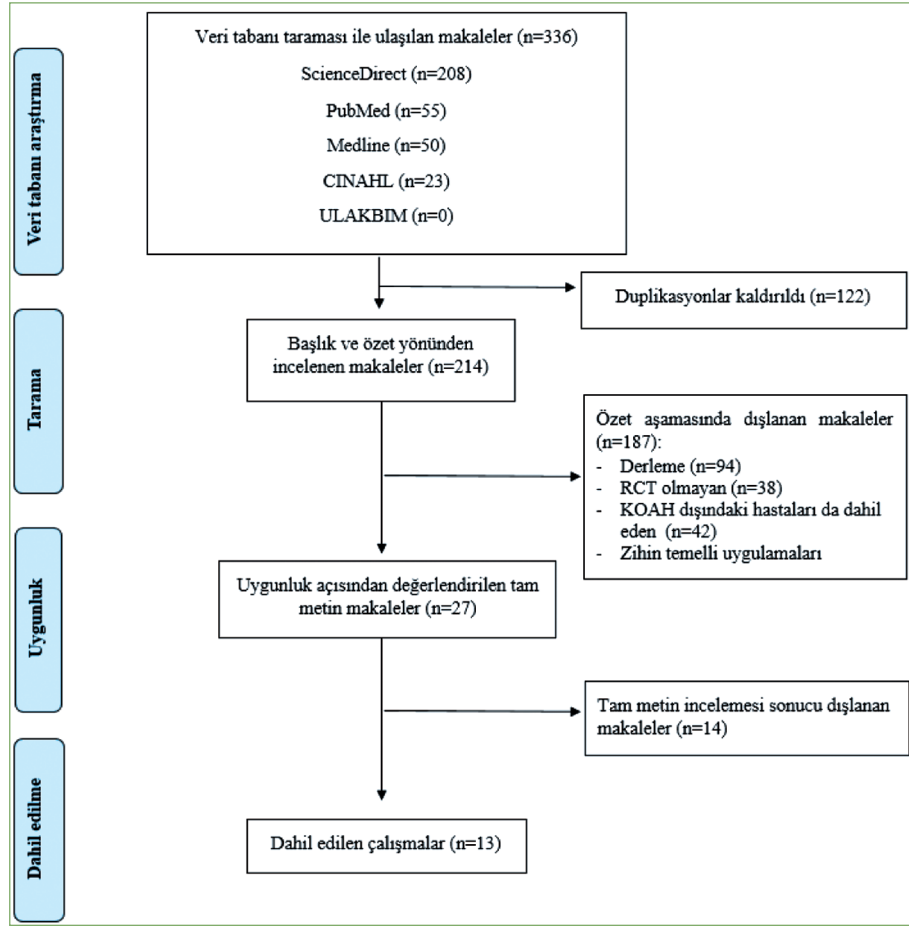 Veri tabanı araştırma
Veri tabanı taraması ile ulaşılan makaleler (n=336)
ScienceDirect (n=208)
PubMed (n=55)
Medline (n=50)
CINAHL (n=23)
ULAKBIM (n=0)
Duplikasyonlar kaldırıldı (n=122)
Tarama
Başlık ve özet yönünden
incelenen makaleler (n=214)
Özet aşamasında dışlanan makaleler
(n=187):
- Derleme (n=94)
- RCT olmayan (n=38)
- KOAH dışındaki hastaları da dahil
eden (n=42)
- Zihin temelli uygulamaları
Uygunluk
Uygunluk açısından değerlendirilen tam
metin makaleler (n=27)
Tam metin incelemesi sonucu dışlanan
makaleler (n=14)
Dahil edilme
Dahil edilen çalışmalar (n=13)